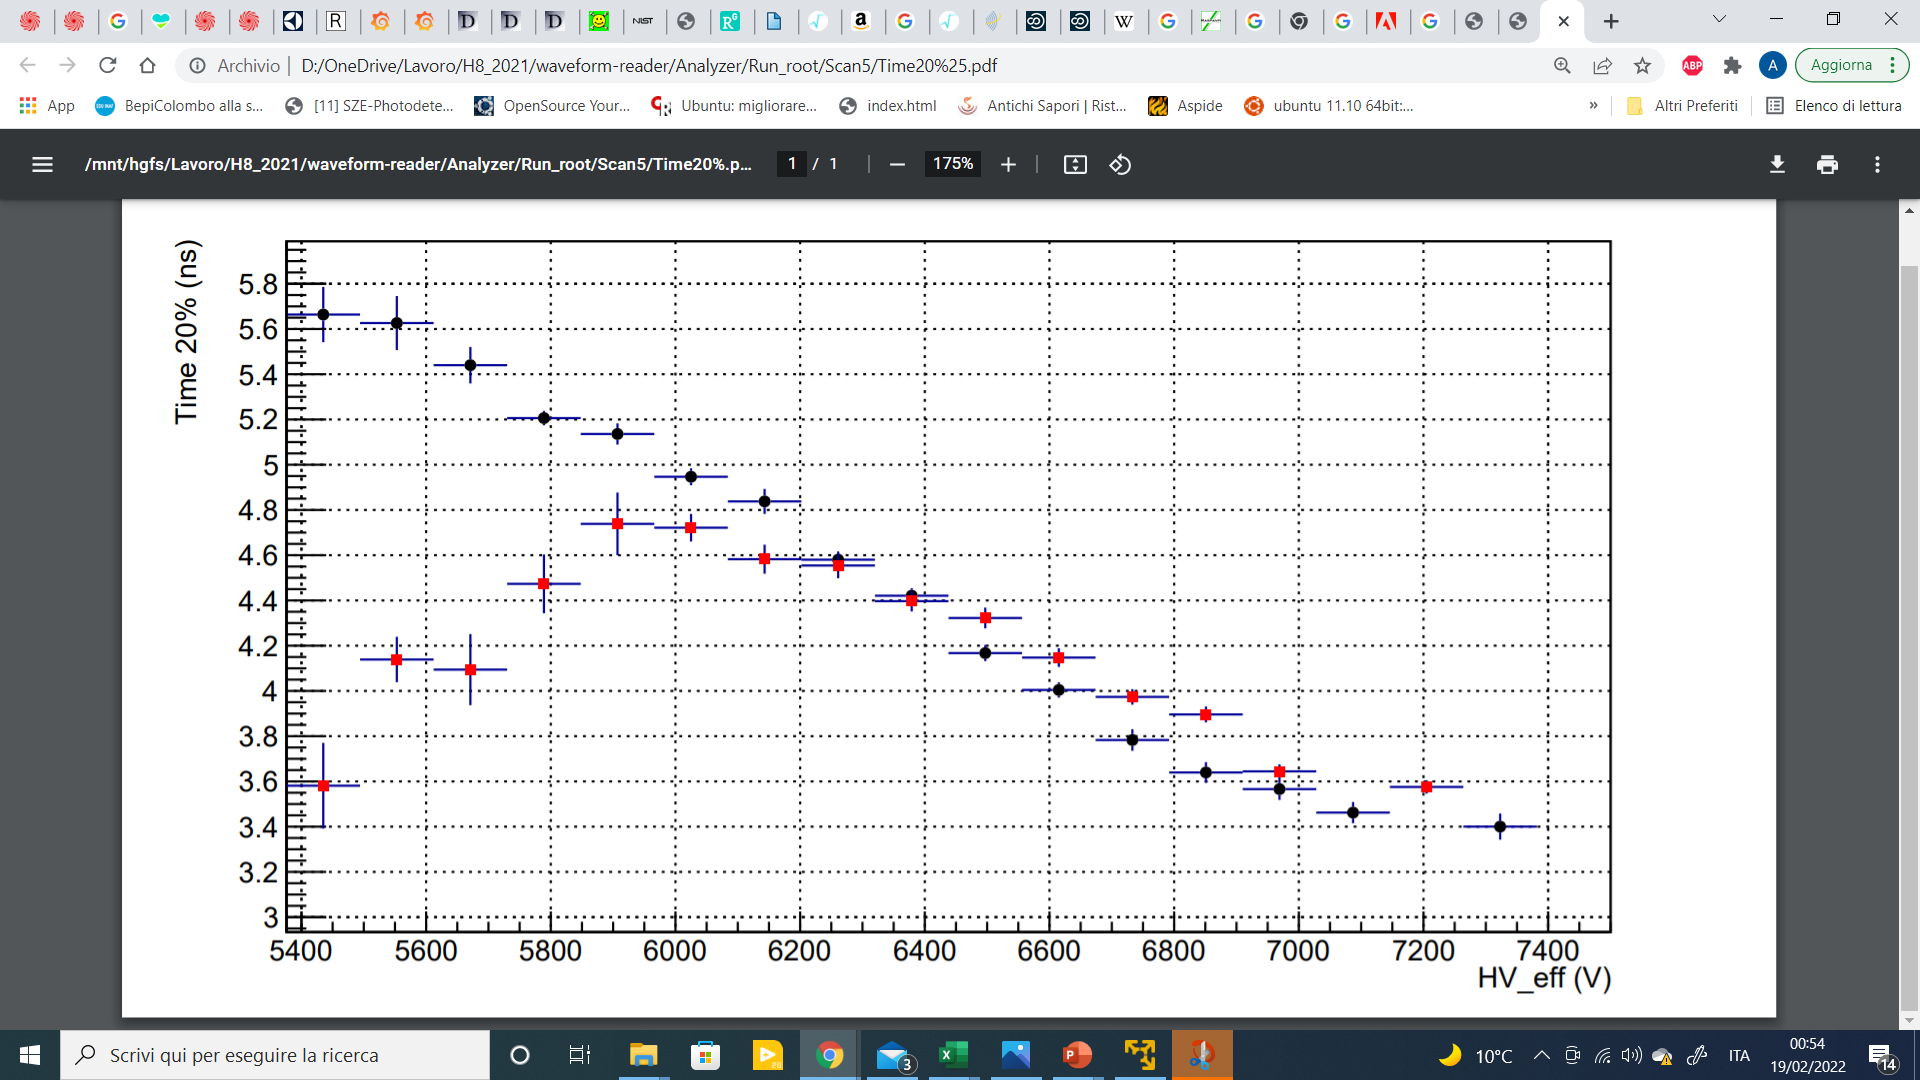 G
R
D
D
D
NIST
RG
a
G
W
G
G
G
G
Archivio | D:/OneDrive/Lavoro/H8_2021/waveform-reader/Analyzer/Run_root/Scan5/Time20%25.pdf
ABP
A
Aggiorna
App
BepiColombo alla s...
[11] SZE-Photodete...
OpenSource Your...
Ubuntu: migliorare...
index.html
Antichi Sapori | Rist...
Aspide
ubuntu 11.10 64bit:...
»
Altri Preferiti
Elenco di lettura
/mnt/hgfs/Lavoro/H8_2021/waveform-reader/Analyzer/Run_root/Scan5/Time20%.p...
1 / 1
175%
Time 20% (ns)
5.8
5.6
5.4
5.2
5
4.8
4.6
4.4
4.2
4
3.8
3.6
3.4
3.2
3
5400 5600 5800 6000 6200 6400 6600 6800 7000 7200 7400
HV_eff (V)
Scrivi qui per eseguire la ricerca
3
10°C
ITA
00:54
19/02/2022
14